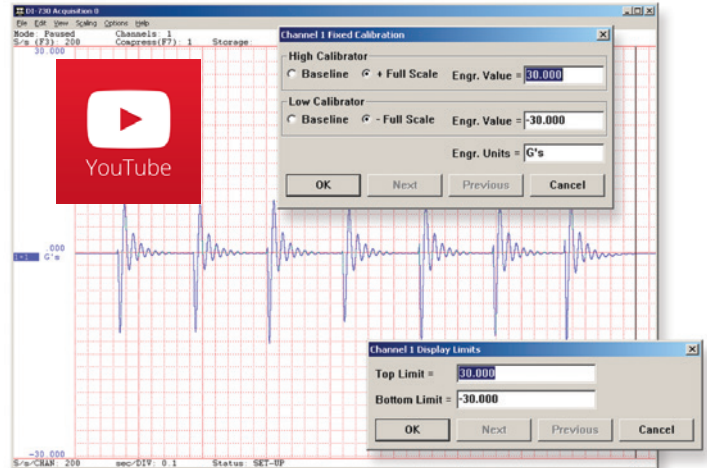 DI-730 Acquisition 0
File Edit View Scaling Options Help
Mode: Paused Channels: 1
S/s (F3): 200 Compress(F7): 1 Storage:
30.000
YouTube
.000
1=1 G's
-30.000
S/s/CHAN: 200 sec/DIV: 0.1 Status: SET-UP
Channel 1 Fixed Calibration
High Calibrator
Baseline + Full Scale Engr. Value = 30.000
Low Calibrator
Baseline - Full Scale Engr. Value = -30.000
Engr. Units = G's
OK Next Previous Cancel
Channel 1 Display Limits
Top Limit = 30.000
Bottom Limit = -30.000
OK Next Previous Cancel